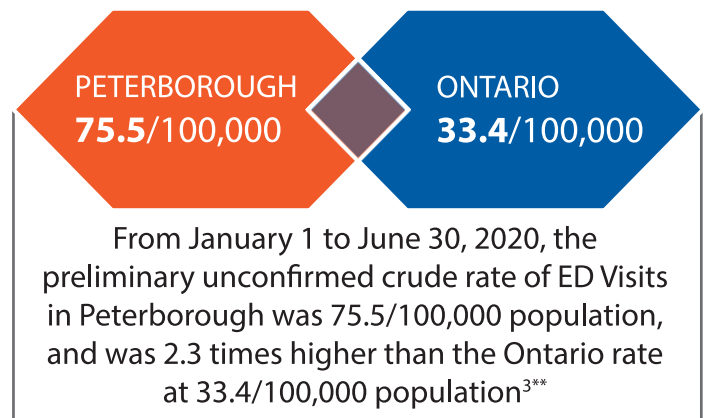 PETERBOROUGH
75.5/100,000
ONTARIO
33.4/100,000
From January 1 to June 30, 2020, the
preliminary unconfirmed crude rate of ED Visits
in Peterborough was 75.5/100,000 population,
and was 2.3 times higher than the Ontario rate
at 33.4/100,000 population3**